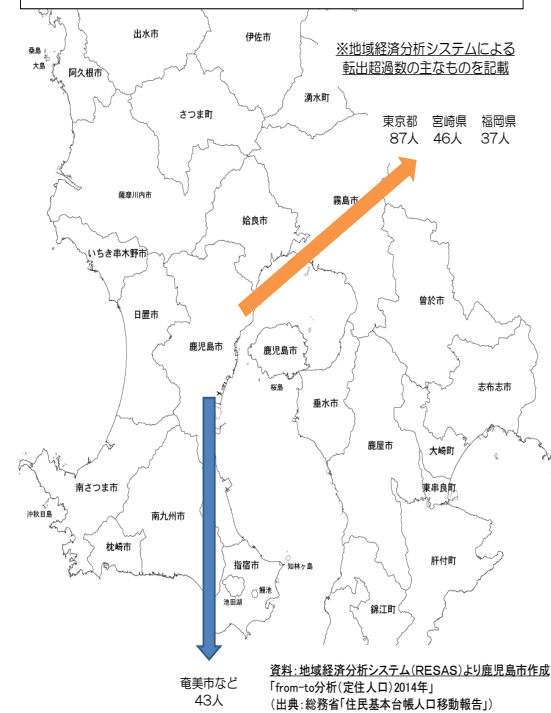 出水市
伊佐市
桑島
大島
阿久根市
※地域経済分析システムによる
転出超過数の主なものを記載
湧水町
さつま町
東京都 宮崎県 福岡県
87人 46人 37人
薩摩川内市
霧島市
姶良市
いちき串木野市
曽於市
日置市
鹿児島市
鹿児島市
桜島
志布志市
垂水市
鹿屋市
大崎町
東串良町
南さつま市
沖秋目島
南九州市
枕崎市
指宿市
知林ヶ島
鰻池
池田湖
肝付町
錦江町
奄美市など
43人
資料：地域経済分析システム（RESAS）より鹿児島市作成
「from−to分析（定住人口）2014年」
（出典：総務省「住民基本台帳人口移動報告」）